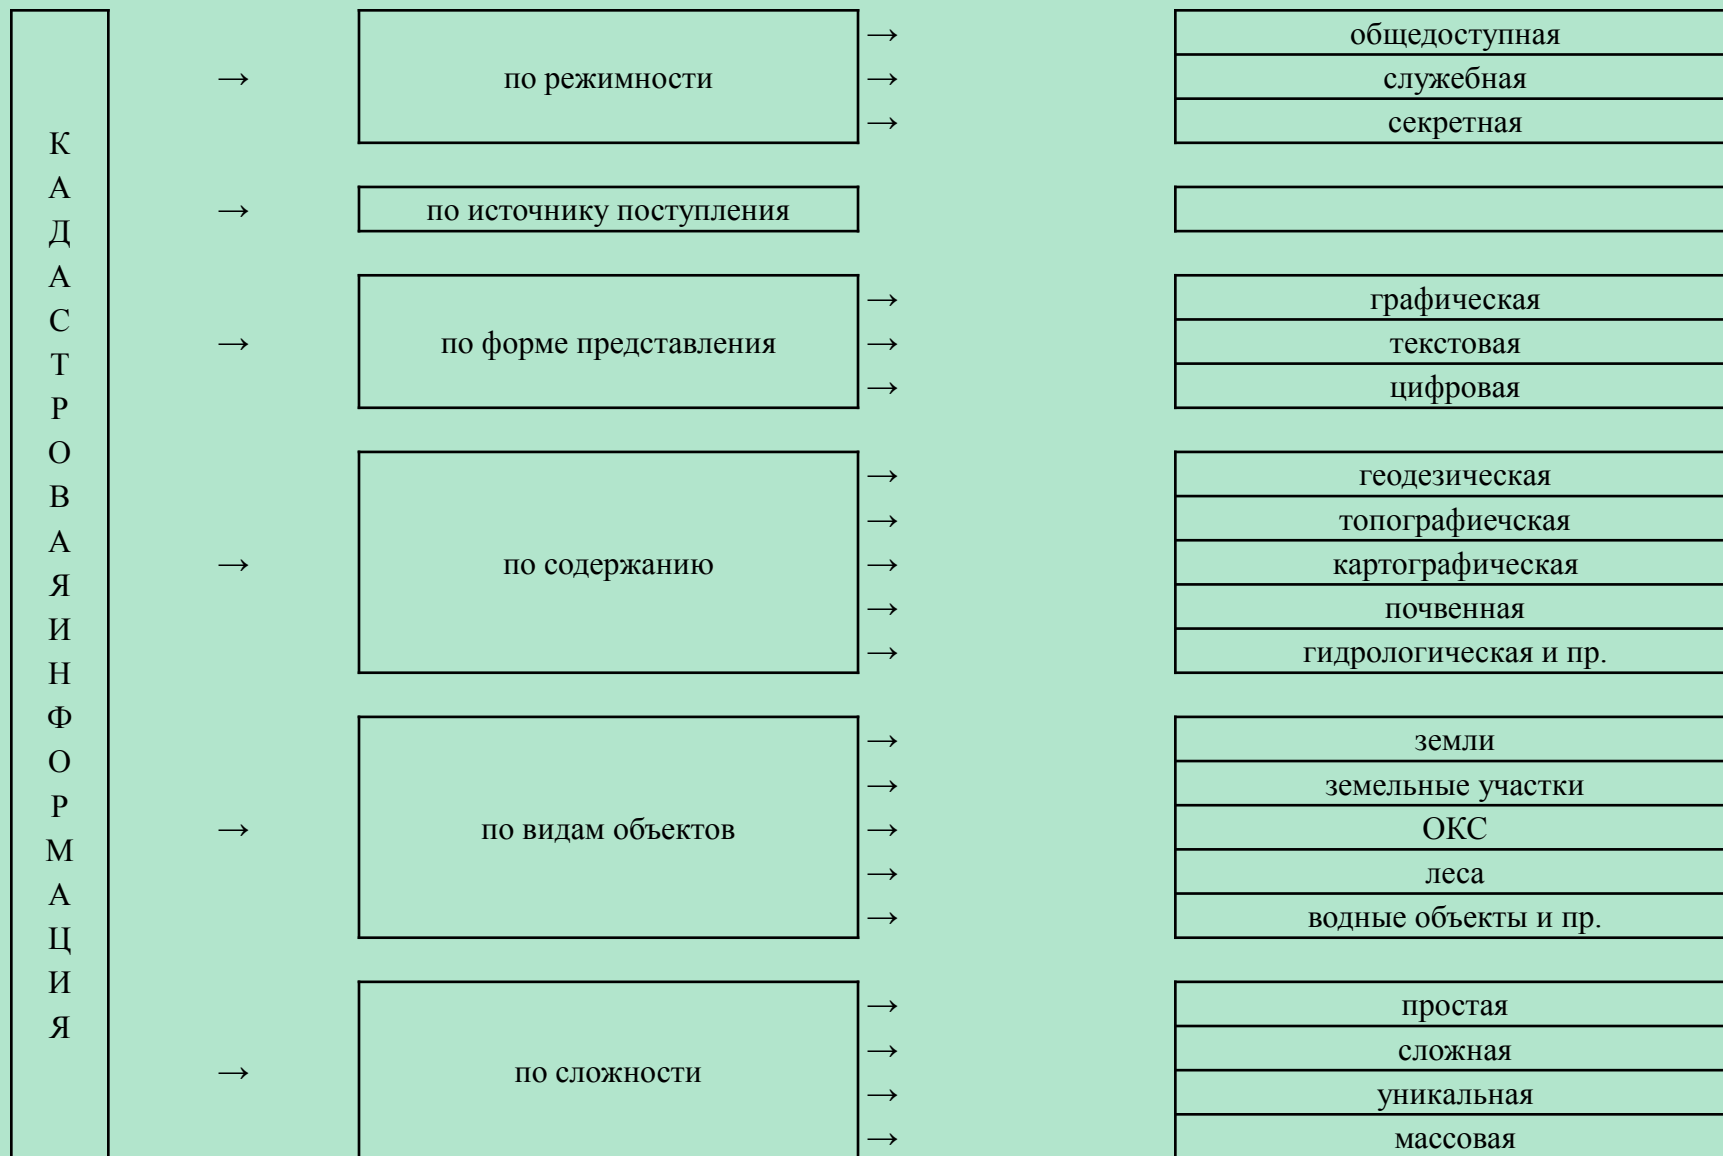 КАДАСТРОВАЯ ИНФОРМАЦИЯ
→ по режимности
→ общедоступная
→ служебная
→ секретная
→ по источнику поступления
→ по форме представления
→ графическая
→ текстовая
→ цифровая
→ по содержанию
→ геодезическая
→ топографиечская
→ картографическая
→ почвенная
→ гидрологическая и пр.
→ по видам объектов
→ земли
→ земельные участки
→ ОКС
→ леса
→ водные объекты и пр.
→ по сложности
→ простая
→ сложная
→ уникальная
→ массовая